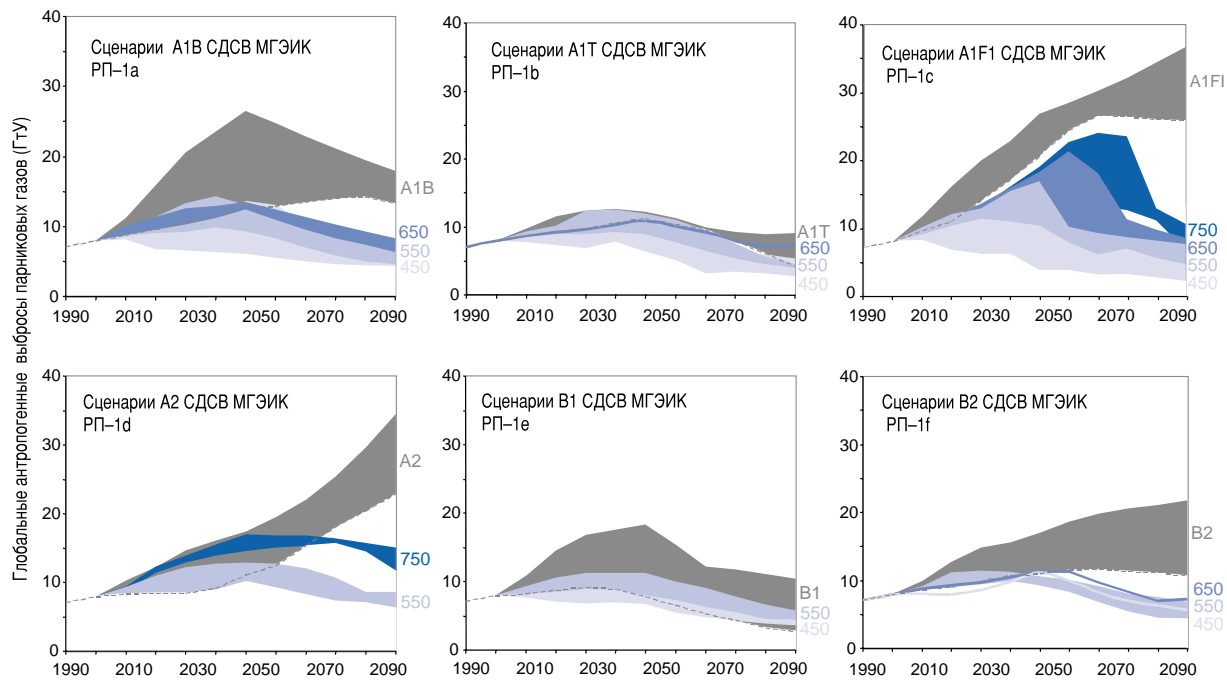 Глобальные антропогенные выбросы парниковых газов (ГтУ)
Сценарии A1B СДСВ МГЭИК
РП–1a
40
30
20
10
0
1990 2010 2030 2050 2070 2090
A1B
650
550
450
Сценарии A1T СДСВ МГЭИК
РП–1b
40
30
20
10
0
1990 2010 2030 2050 2070 2090
A1T
650
550
450
Сценарии A1F1 СДСВ МГЭИК
РП–1c
40
30
20
10
0
1990 2010 2030 2050 2070 2090
A1FI
750
650
550
450
Сценарии A2 СДСВ МГЭИК
РП–1d
40
30
20
10
0
1990 2010 2030 2050 2070 2090
A2
750
550
Сценарии B1 СДСВ МГЭИК
РП–1e
40
30
20
10
0
1990 2010 2030 2050 2070 2090
B1
550
450
Сценарии B2 СДСВ МГЭИК
РП–1f
40
30
20
10
0
1990 2010 2030 2050 2070 2090
B2
650
550
450